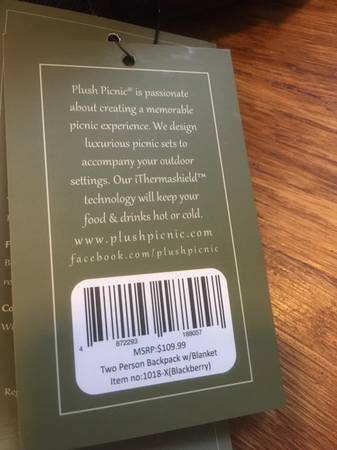 Plush Picnic® is passionate
about creating a memorable
picnic experience. We design
luxurious picnic sets to
accompany your outdoor
settings. Our iThermashield™
technology will keep your
food & drinks hot or cold.
www.plushpicnic.com
facebook.com/plushpicnic
4 872293 188057
MSRP:$109.99
Two Person Backpack w/Blanket
Item no:1018-X(Blackberry)